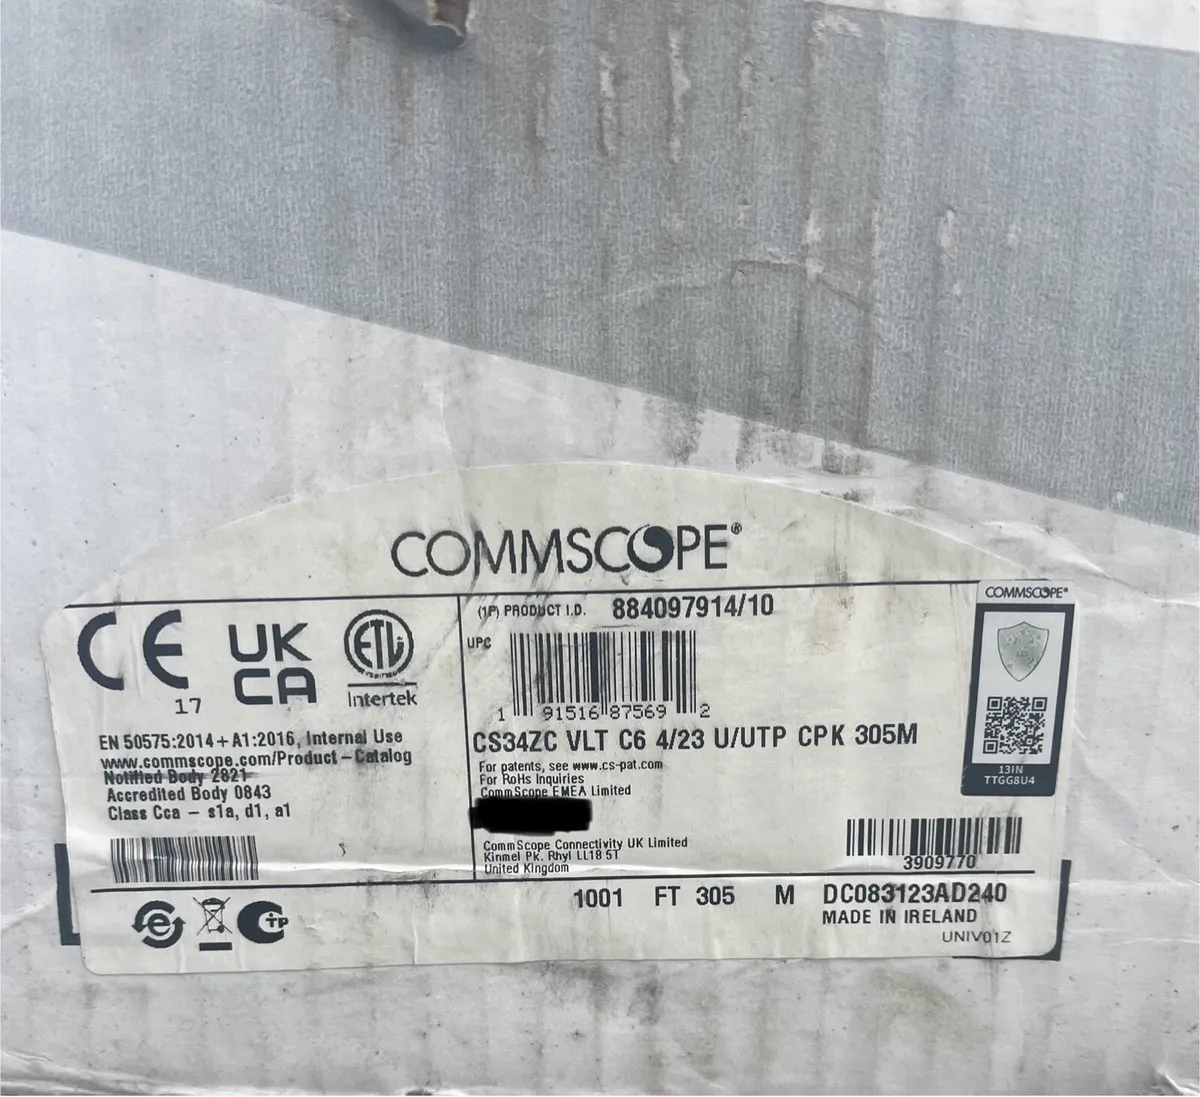 COMMSCOPE®
(1P) PRODUCT I.D. 884097914/10
COMMSCOPE®
CE
17
UK
CA
ETL
Intertek
UPC
1 91516 87569 2
CS34ZC VLT C6 4/23 U/UTP CPK 305M
EN 50575:2014+A1:2016, Internal Use
www.commscope.com/Product-Catalog
Notified Body 2821
Accredited Body 0843
Class Cca - s1a, d1, a1
For patents, see www.cs-pat.com
For RoHs Inquiries
CommScope EMEA Limited
CommScope Connectivity UK Limited
Kinmel PK. Rhyl LL18 5T
United Kingdom
13IN
TTGG8U4
3909770
1001 FT 305 M DC083123AD240
MADE IN IRELAND
UNIV01Z